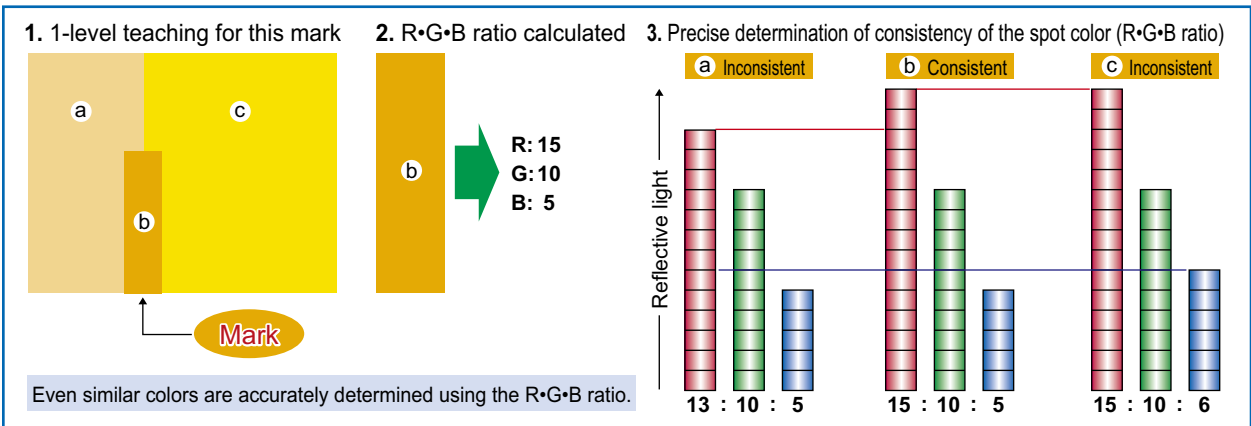 1. 1-level teaching for this mark
a
c
b
Mark
Even similar colors are accurately determined using the R•G•B ratio.
2. R•G•B ratio calculated
b
R: 15
G: 10
B: 5
3. Precise determination of consistency of the spot color (R•G•B ratio)
a Inconsistent
b Consistent
c Inconsistent
Reflective light
13 : 10 : 5
15 : 10 : 5
15 : 10 : 6